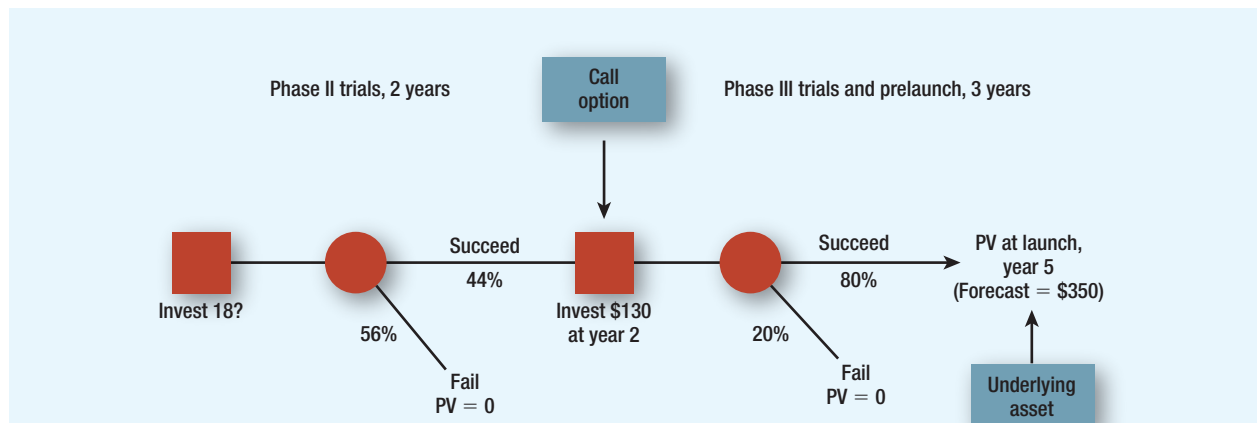 Phase II trials, 2 years
Call
option
Phase III trials and prelaunch, 3 years
Invest 18?
Succeed
44%
56%
Fail
PV = 0
Invest $130
at year 2
Succeed
80%
20%
Fail
PV = 0
PV at launch,
year 5
(Forecast = $350)
Underlying
asset